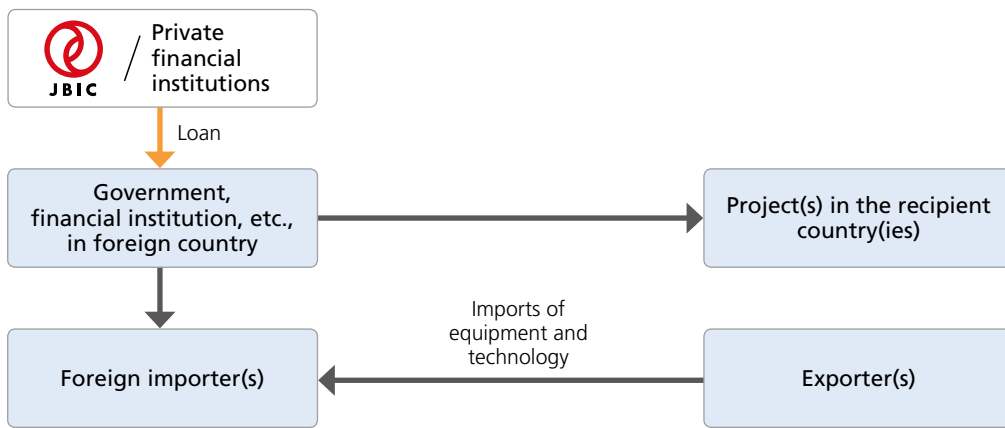 JBIC
Private
financial
institutions
Loan
Government,
financial institution, etc.,
in foreign country
Project(s) in the recipient
country(ies)
Imports of
equipment and
technology
Foreign importer(s)
Exporter(s)